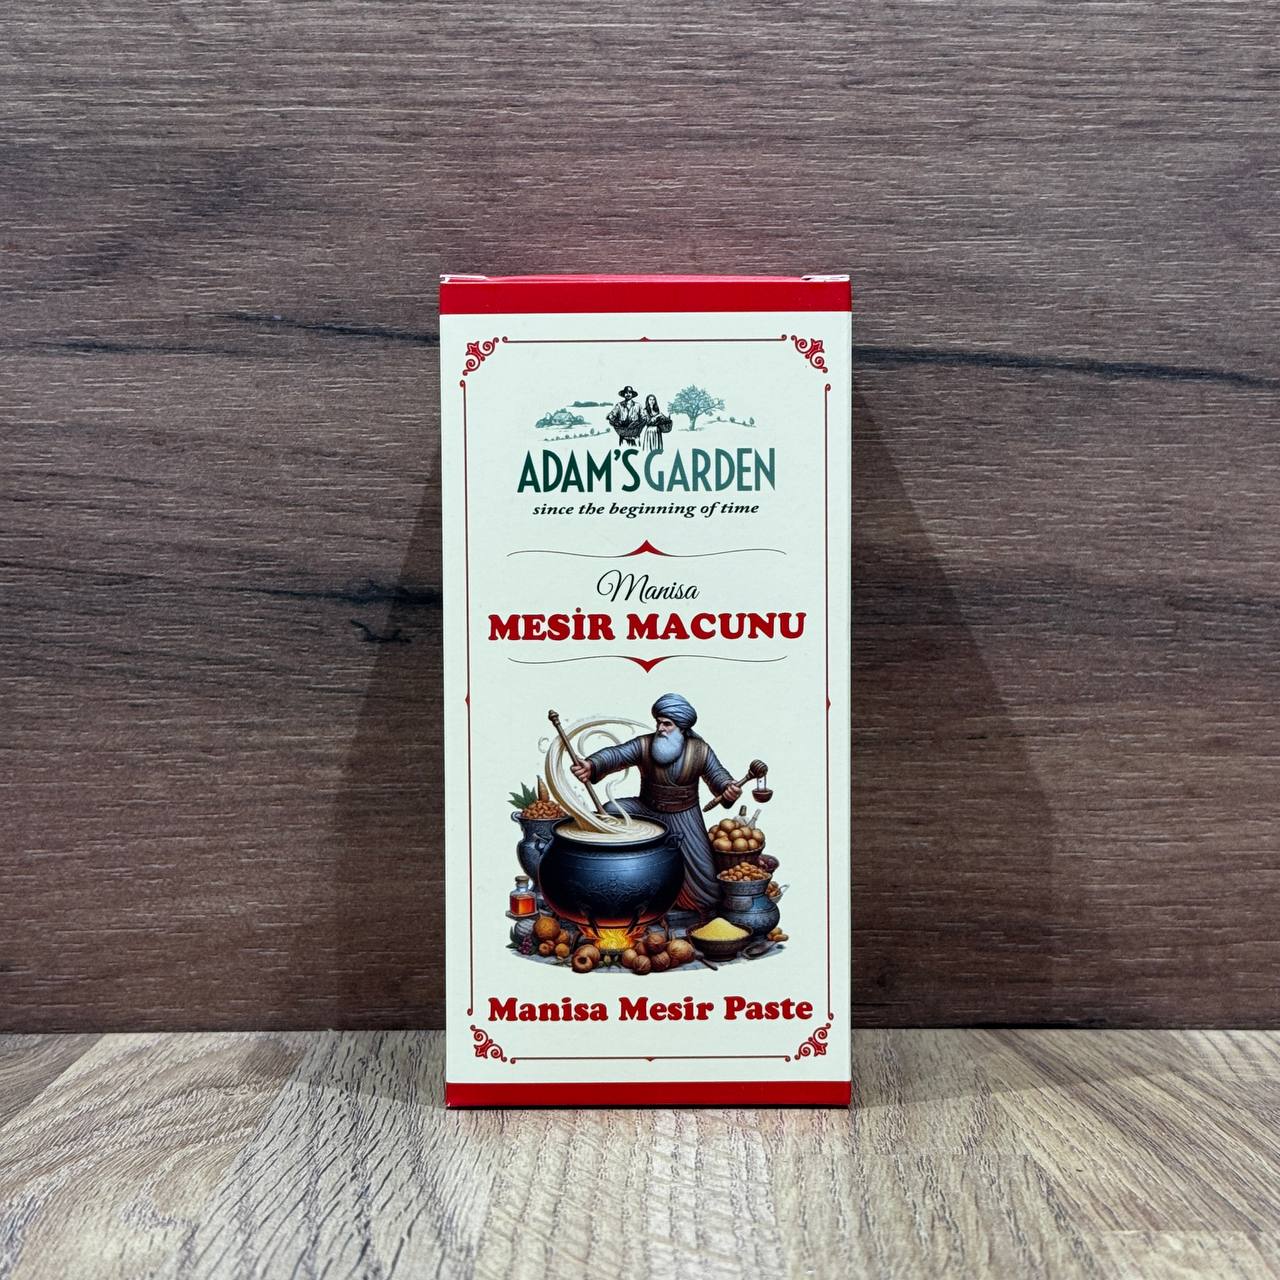 ADAM'S GARDEN
since the beginning of time
Manisa
MESİR MACUNU
Manisa Mesir Paste